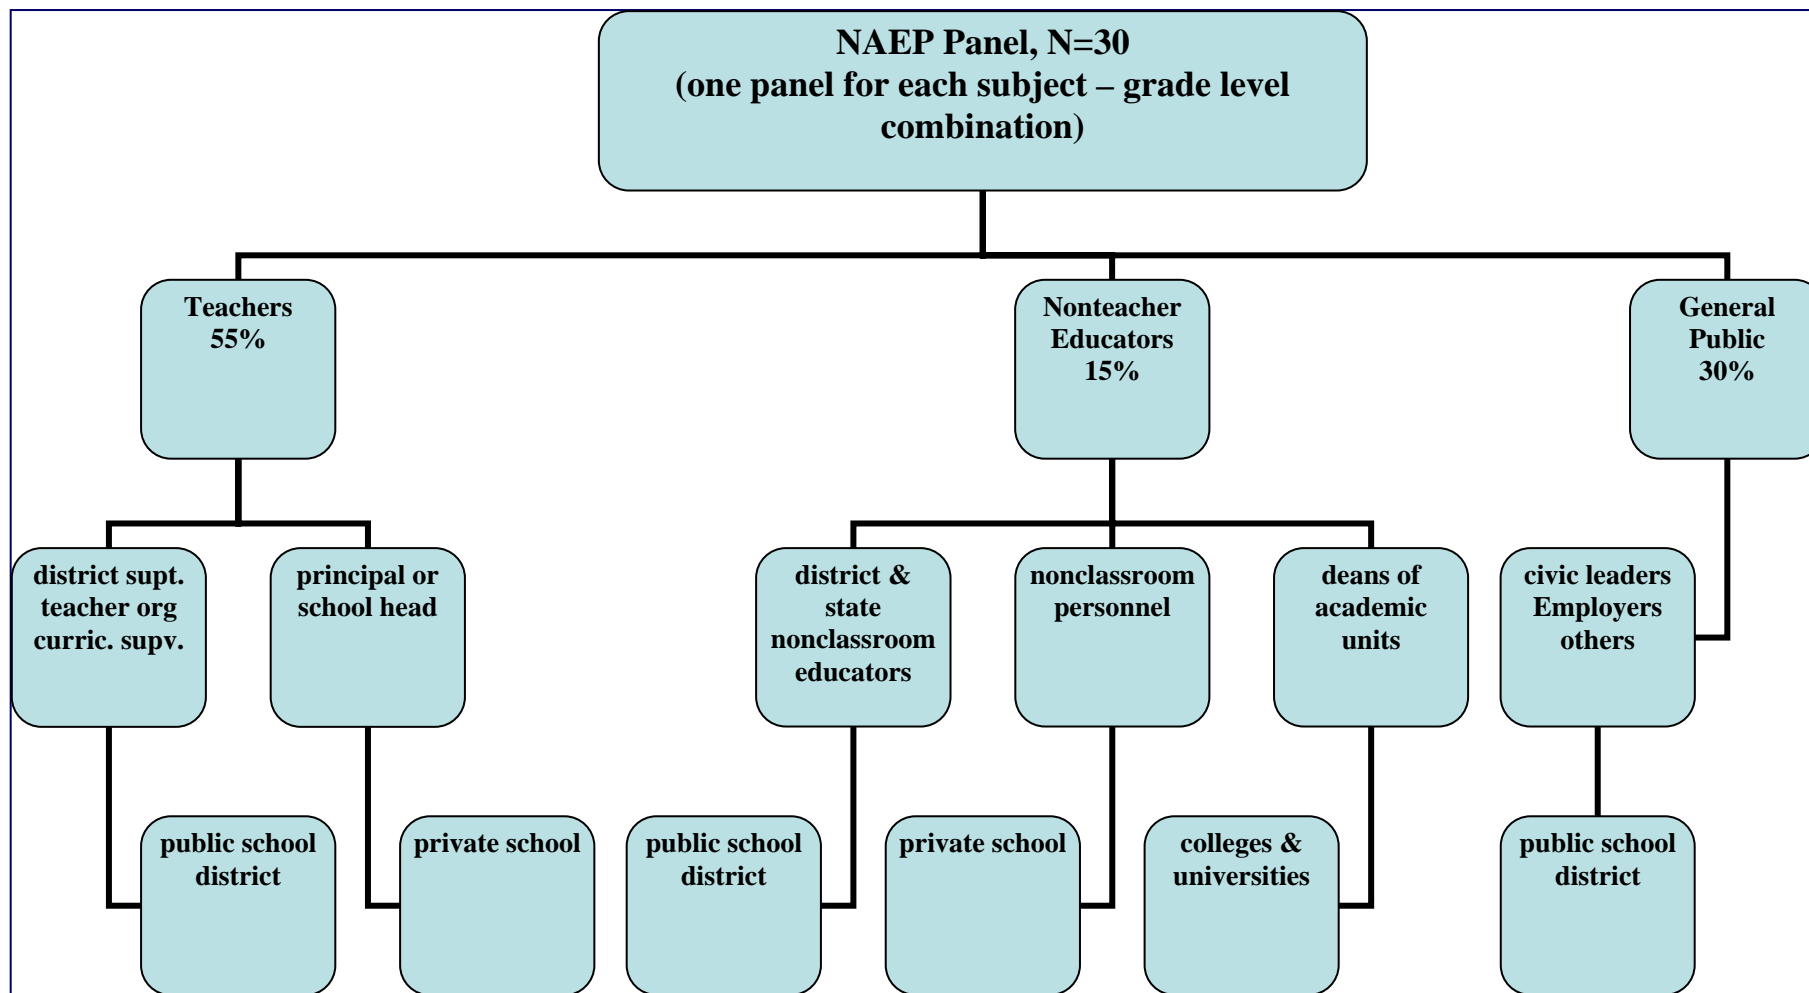 NAEP Panel, N=30
(one panel for each subject – grade level
combination)
Teachers
55%
Nonteacher
Educators
15%
General
Public
30%
district supt.
teacher org
curric. supv.
principal or
school head
district &
state
nonclassroom
educators
nonclassroom
personnel
deans of
academic
units
civic leaders
Employers
others
public school
district
private school
public school
district
private school
colleges &
universities
public school
district